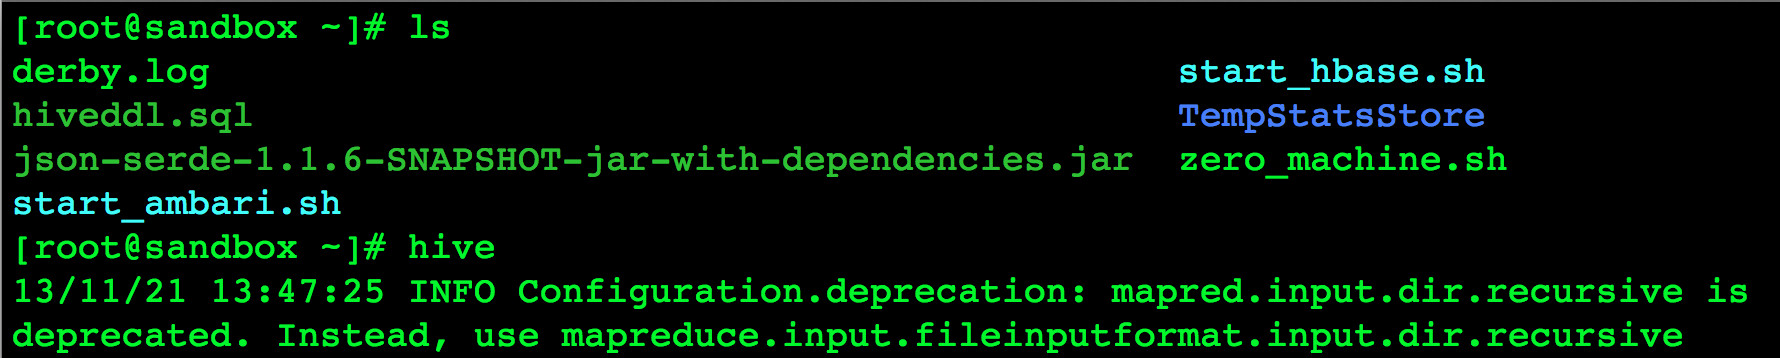 [root@sandbox ~]# ls
derby.log start_hbase.sh
hiveddl.sql TempStatsStore
json-serde-1.1.6-SNAPSHOT-jar-with-dependencies.jar zero_machine.sh
start_ambari.sh
[root@sandbox ~]# hive
13/11/21 13:47:25 INFO Configuration.deprecation: mapred.input.dir.recursive is
deprecated. Instead, use mapreduce.input.fileinputformat.input.dir.recursive